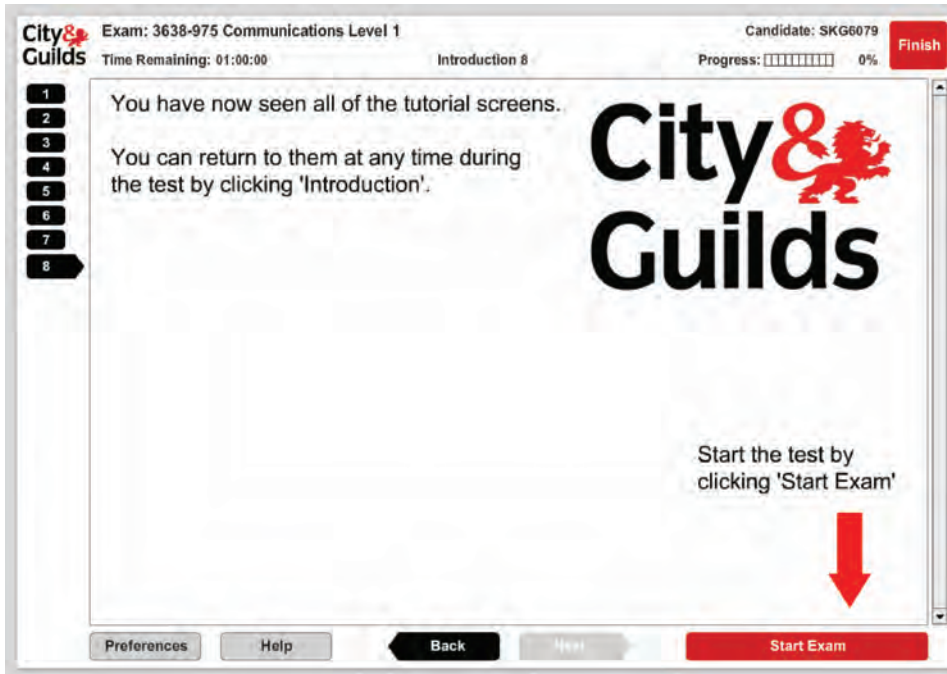 City&
Guilds
Exam: 3638-975 Communications Level 1
Candidate: SKG6079
Finish
Time Remaining: 01:00:00
Introduction 8
Progress: 0%
1
2
3
4
5
6
7
8
You have now seen all of the tutorial screens.
You can return to them at any time during
the test by clicking 'Introduction'.
City&
Guilds
Start the test by
clicking 'Start Exam'
Preferences
Help
Back
Next
Start Exam